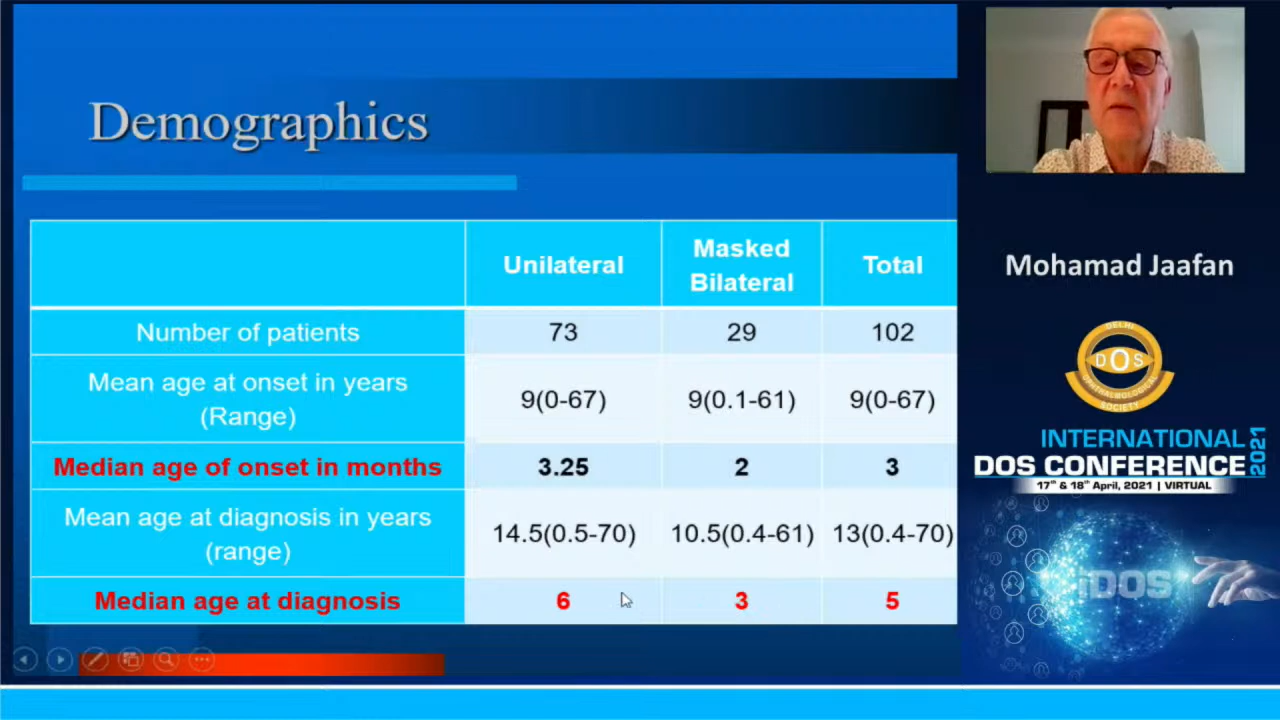 Demographics
Unilateral
Masked
Bilateral
Total
Number of patients
73
29
102
Mean age at onset in years
(Range)
9(0-67)
9(0.1-61)
9(0-67)
Median age of onset in months
3.25
2
3
Mean age at diagnosis in years
(range)
14.5(0.5-70)
10.5(0.4-61)
13(0.4-70)
Median age at diagnosis
6
3
5
Mohamad Jaafan
DELHI
DOS
OPHTHALMOLOGICAL
SOCIETY
INTERNATIONAL
DOS CONFERENCE
2021
17th & 18th April, 2021 | VIRTUAL
iDOS